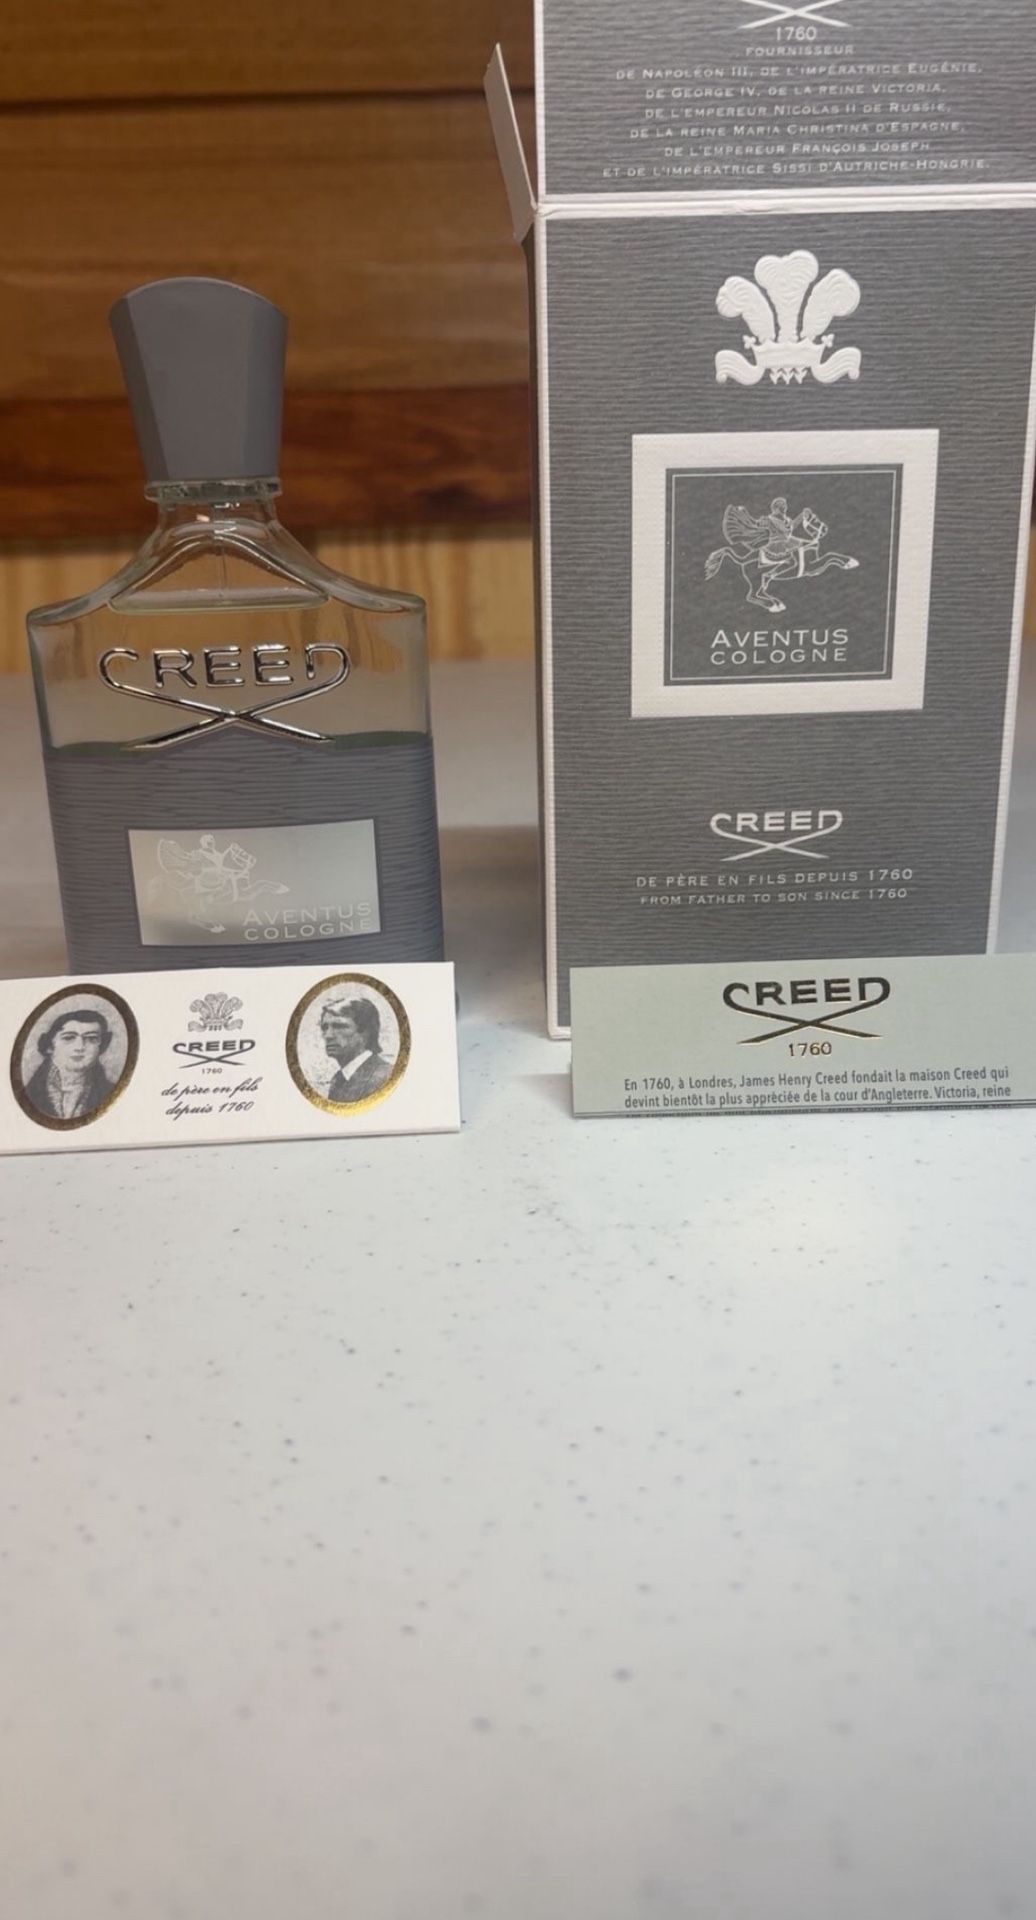 1760
FOURNISSEUR
DE NAPOLÉON III, DE L'IMPÉRATRICE EUGÉNIE,
DE GEORGE IV, DE LA REINE VICTORIA,
DE L'EMPEREUR NICOLAS II DE RUSSIE,
DE LA REINE MARIA CHRISTINA D'ESPAGNE,
DE L'EMPEREUR FRANÇOIS JOSEPH
ET DE L'IMPÉRATRICE SISSI D'AUTRICHE-HONGRIE.
AVENTUS
COLOGNE
CREED
DE PÈRE EN FILS DEPUIS 1760
FROM FATHER TO SON SINCE 1760
CREED
AVENTUS
COLOGNE
CREED
1760
de père en fils
depuis 1760
CREED
1760
En 1760, à Londres, James Henry Creed fondait la maison Creed qui
devint bientôt la plus appréciée de la cour d'Angleterre. Victoria, reine